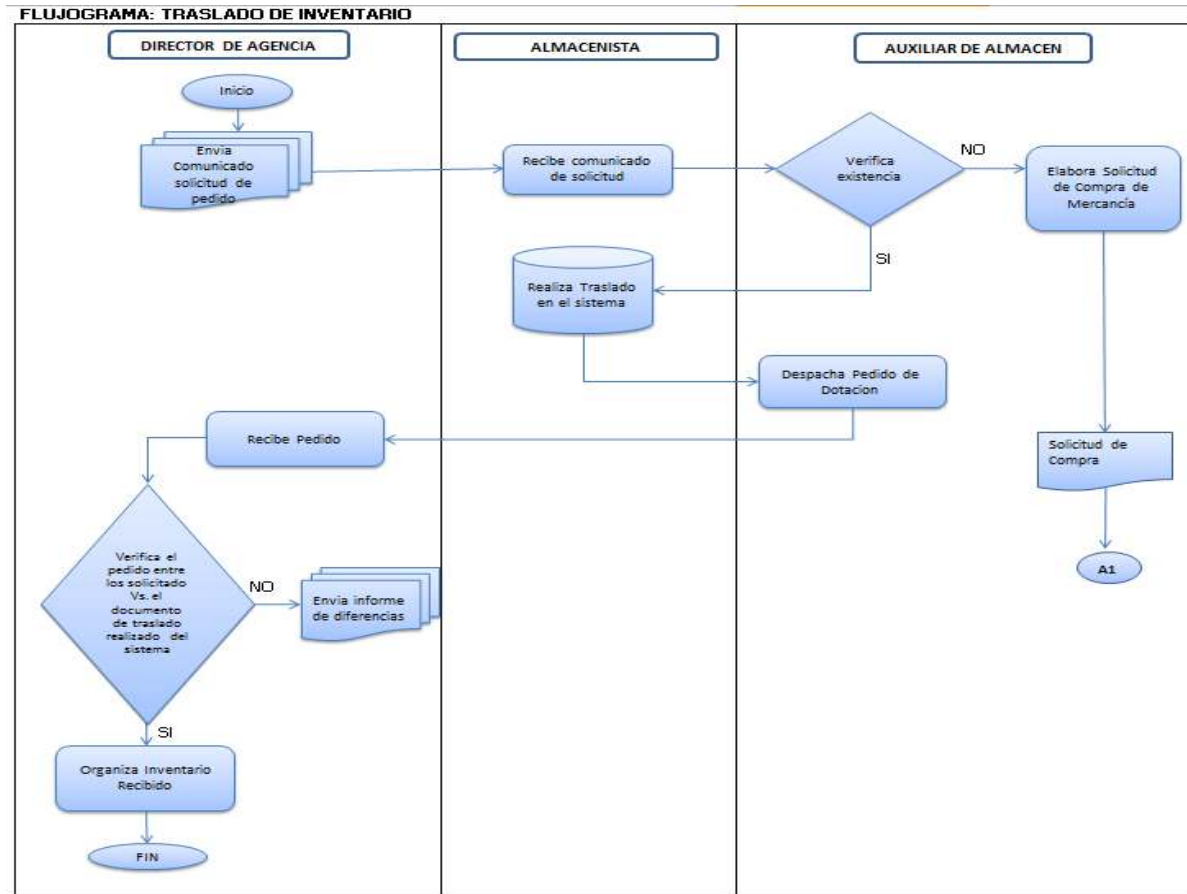 FLUJOGRAMA: TRASLADO DE INVENTARIO
DIRECTOR DE AGENCIA
ALMACENISTA
AUXILIAR DE ALMACEN
Inicio
Envia
Comunicado
solicitud de
pedido
Recibe comunicado
de solicitud
Verifica
existencia
NO
Elabora Solicitud
de Compra de
Mercancía
SI
Realiza Traslado
en el sistema
Despacha Pedido de
Dotacion
Recibe Pedido
Solicitud de
Compra
A1
Verifica el
pedido entre
los solicitado
Vs. el
documento
de traslado
realizado del
sistema
NO
Envia informe
de diferencias
SI
Organiza Inventario
Recibido
FIN